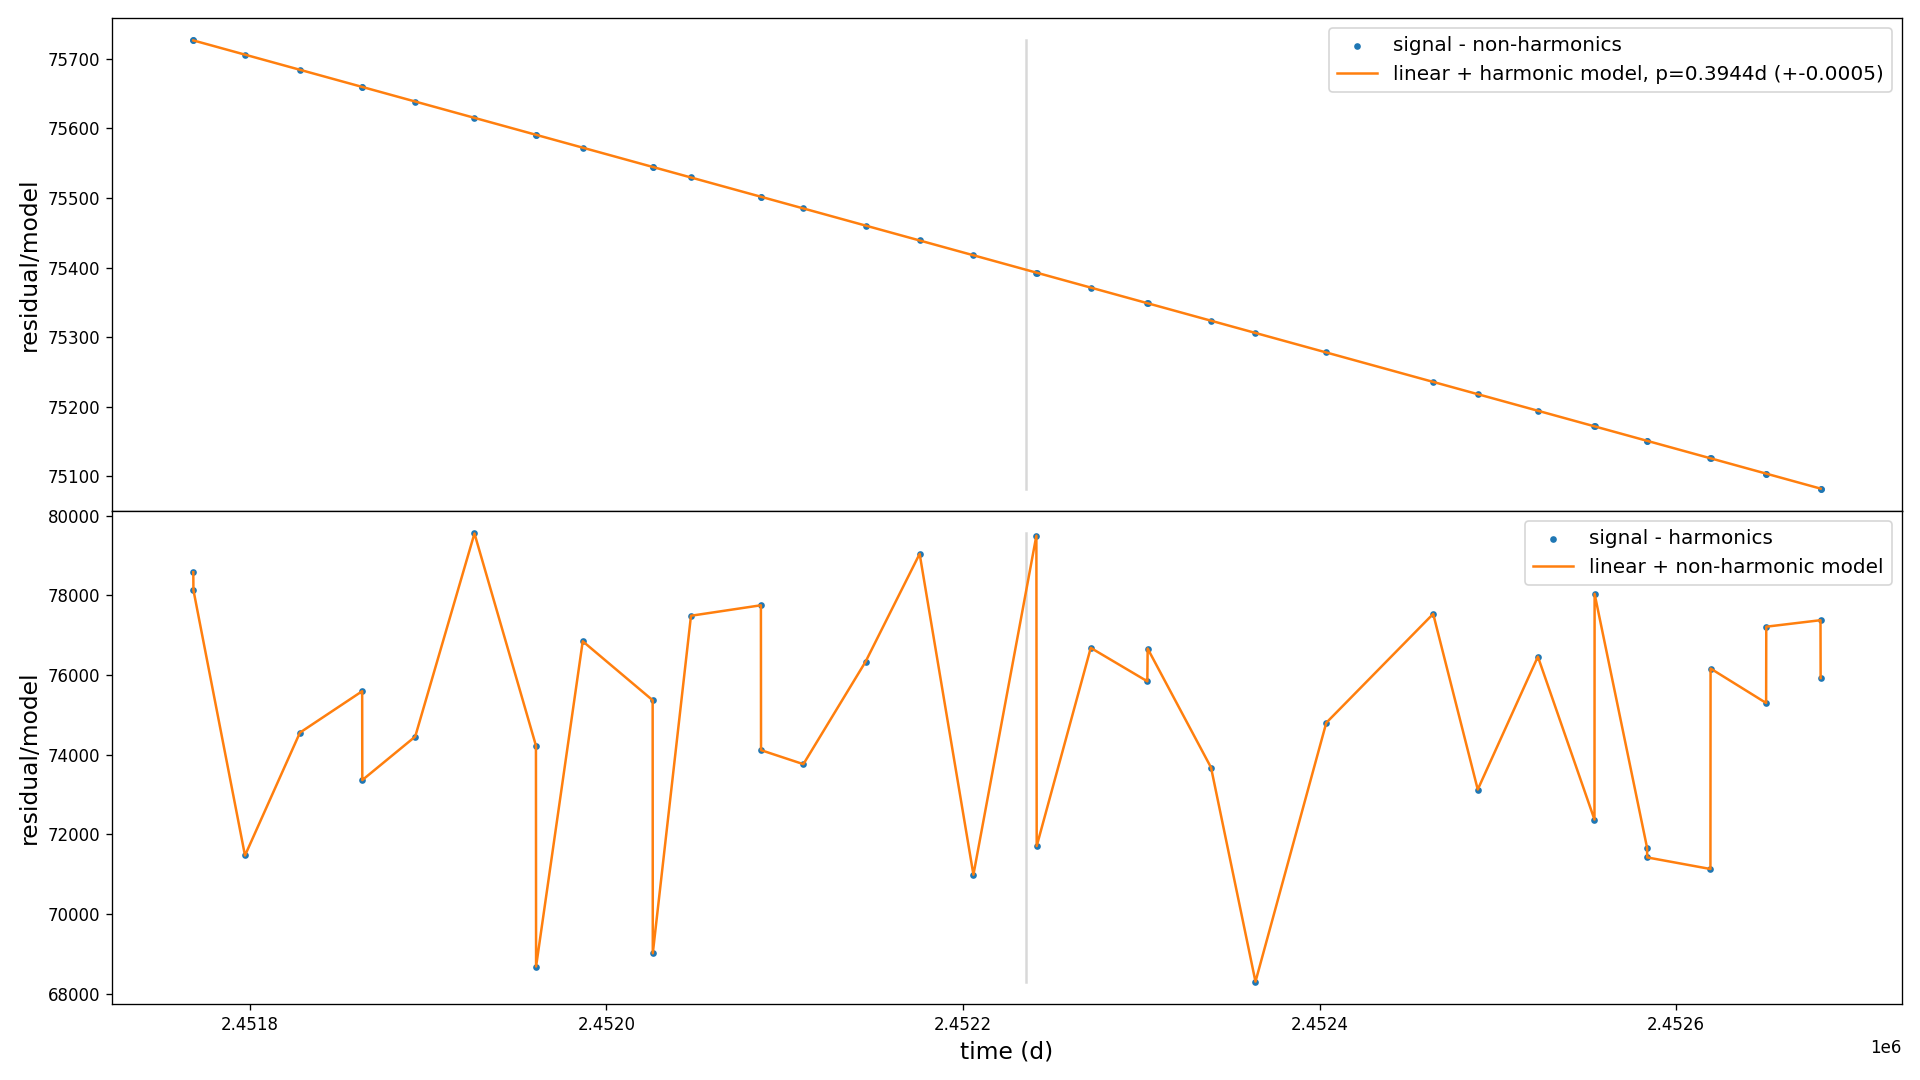 75700
75600
75500
75400
75300
75200
75100
residual/model
signal - non-harmonics
linear + harmonic model, p=0.3944d (+-0.0005)
80000
78000
76000
74000
72000
70000
68000
residual/model
signal - harmonics
linear + non-harmonic model
2.4518
2.4520
2.4522
2.4524
2.4526
1e6
time (d)